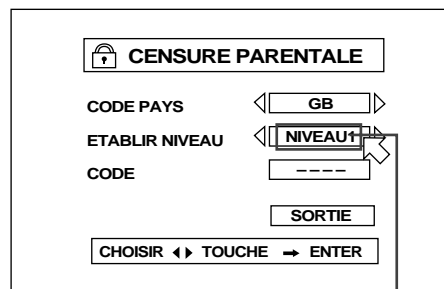 CENSURE PARENTALE
CODE PAYS GB
ETABLIR NIVEAU NIVEAU1
CODE ----
SORTIE
CHOISIR TOUCHE → ENTER